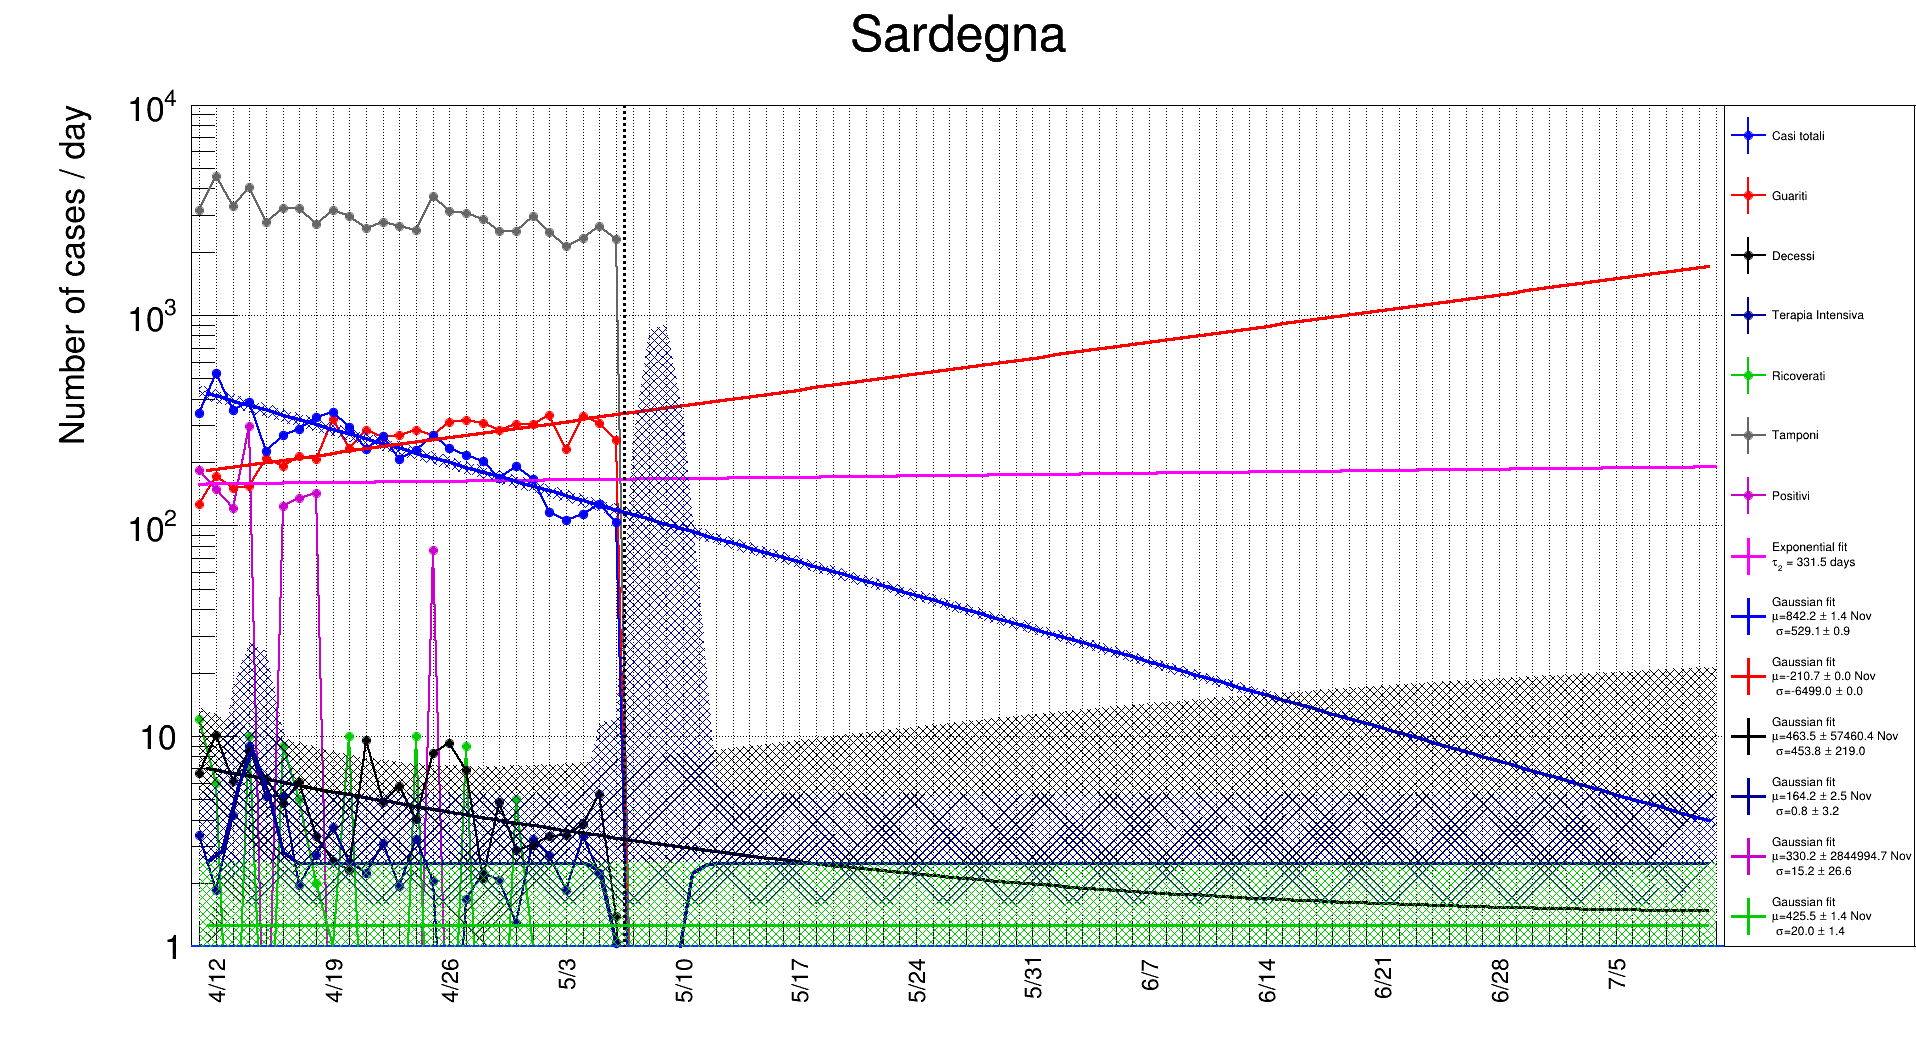 Sardegna
Number of cases / day
10^4
10^3
10^2
10
1
4/12
4/19
4/26
5/3
5/10
5/17
5/24
5/31
6/7
6/14
6/21
6/28
7/5
Casi totali
Guariti
Decessi
Terapia Intensiva
Ricoverati
Tamponi
Positivi
Exponential fit
τ_2 = 331.5 days
Gaussian fit
μ=842.2 ± 1.4 Nov
σ=529.1 ± 0.9
Gaussian fit
μ=-210.7 ± 0.0 Nov
σ=-6499.0 ± 0.0
Gaussian fit
μ=463.5 ± 57460.4 Nov
σ=453.8 ± 219.0
Gaussian fit
μ=164.2 ± 2.5 Nov
σ=0.8 ± 3.2
Gaussian fit
μ=330.2 ± 2844994.7 Nov
σ=15.2 ± 26.6
Gaussian fit
μ=425.5 ± 1.4 Nov
σ=20.0 ± 1.4